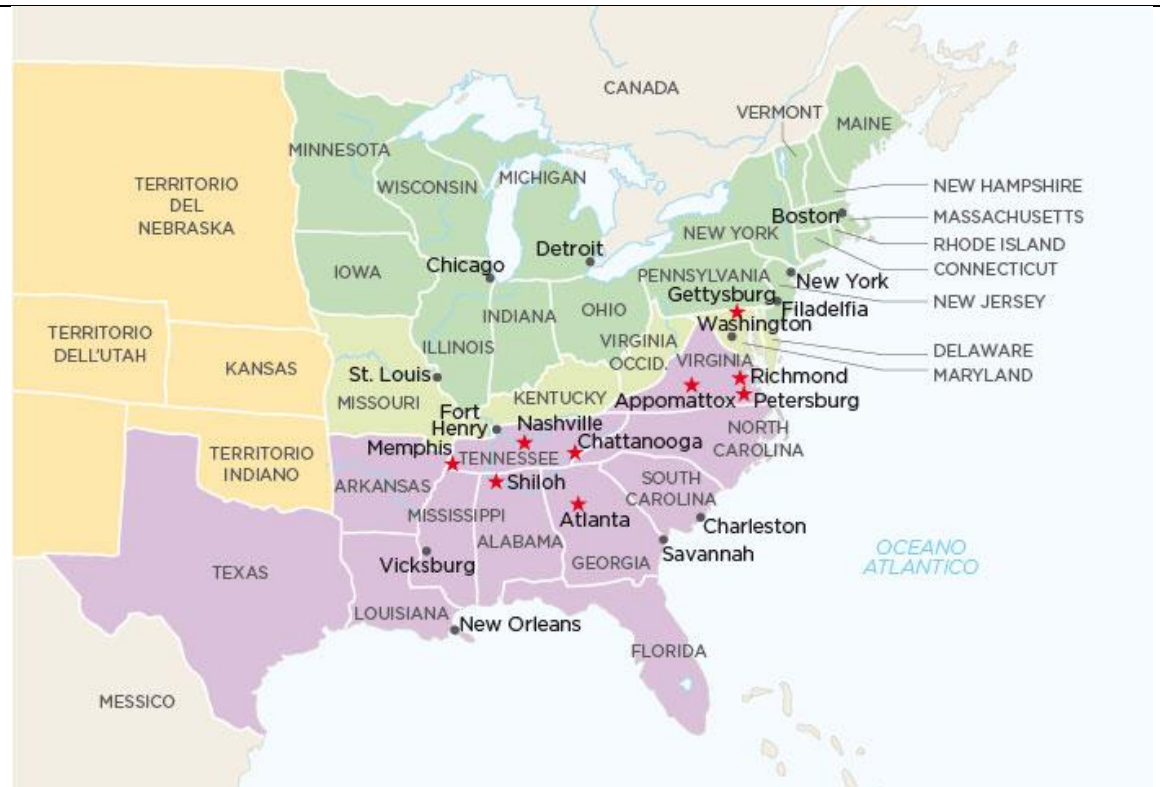 CANADA
VERMONT
MAINE
MINNESOTA
WISCONSIN
MICHIGAN
TERRITORIO
DEL
NEBRASKA
NEW HAMPSHIRE
Boston
MASSACHUSETTS
NEW YORK
RHODE ISLAND
Detroit
CONNECTICUT
IOWA
Chicago
PENNSYLVANIA
New York
Gettysburg
NEW JERSEY
Filadelfia
INDIANA
OHIO
Washington
TERRITORIO
DELL'UTAH
VIRGINIA
OCCID.
ILLINOIS
DELAWARE
VIRGINIA
KANSAS
St. Louis
MARYLAND
Richmond
MISSOURI
KENTUCKY
Appomattox
Petersburg
Fort
Henry
Nashville
NORTH
CAROLINA
Chattanooga
Memphis
TENNESSEE
TERRITORIO
INDIANO
Shiloh
SOUTH
CAROLINA
ARKANSAS
MISSISSIPPI
Atlanta
Charleston
ALABAMA
Savannah
OCEANO
ATLANTICO
Vicksburg
GEORGIA
TEXAS
LOUISIANA
New Orleans
FLORIDA
MESSICO